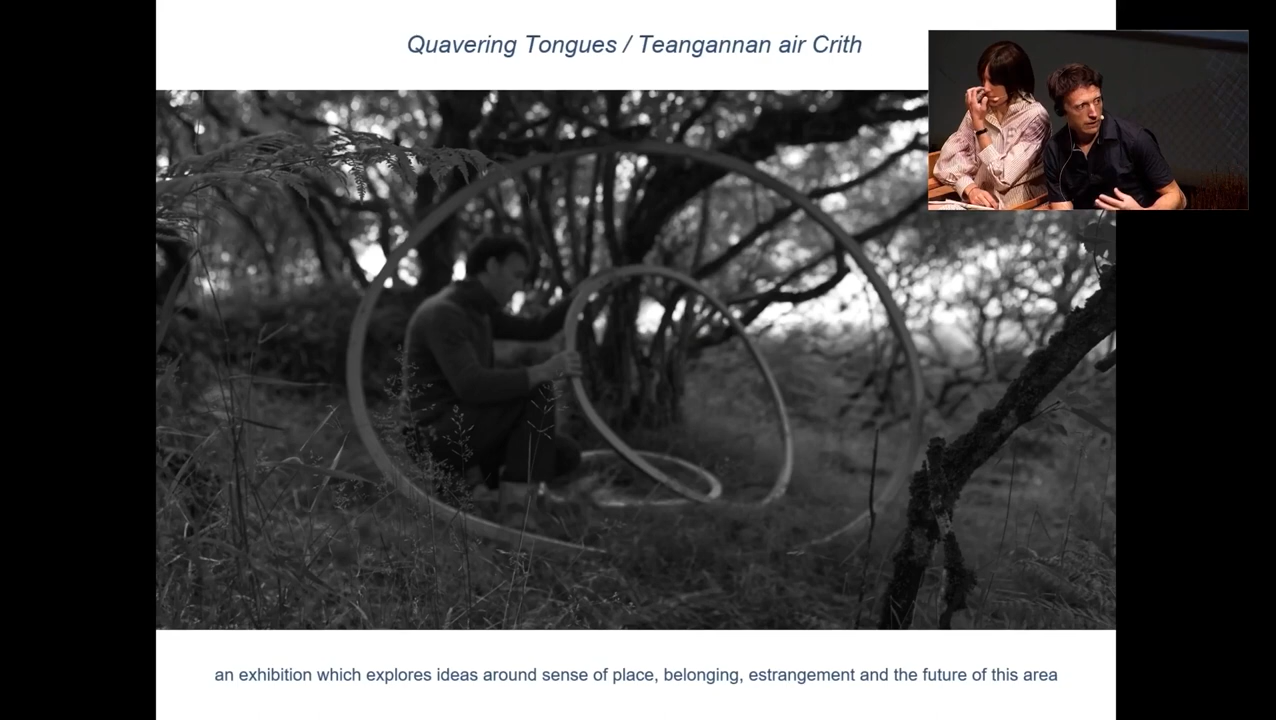 Quavering Tongues / Teangannan air Crith
an exhibition which explores ideas around sense of place, belonging, estrangement and the future of this area